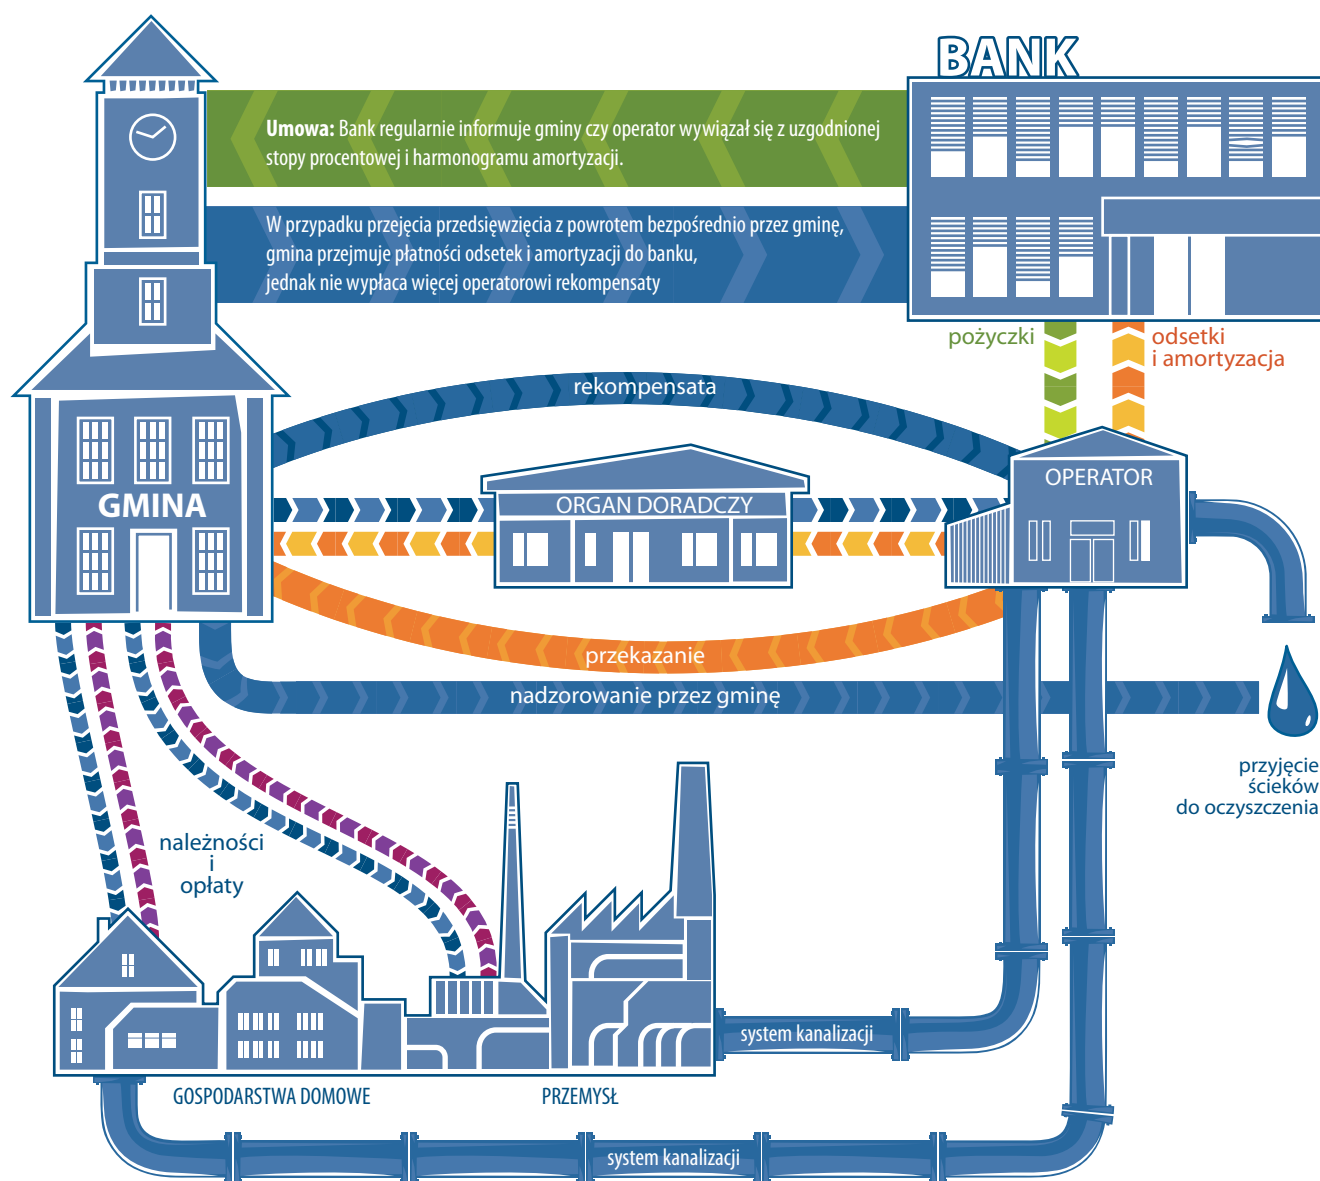 BANK
Umowa: Bank regularnie informuje gminy czy operator wywiązał się z uzgodnionej
stopy procentowej i harmonogramu amortyzacji.
W przypadku przejęcia przedsięwzięcia z powrotem bezpośrednio przez gminę,
gmina przejmuje płatności odsetek i amortyzacji do banku,
jednak nie wypłaca więcej operatorowi rekompensaty
pożyczki
odsetki
i amortyzacja
rekompensata
OPERATOR
GMINA
ORGAN DORADCZY
przekazanie
nadzorowanie przez gminę
przyjęcie
ścieków
do oczyszczenia
należności
i
opłaty
system kanalizacji
GOSPODARSTWA DOMOWE
PRZEMYSŁ
system kanalizacji